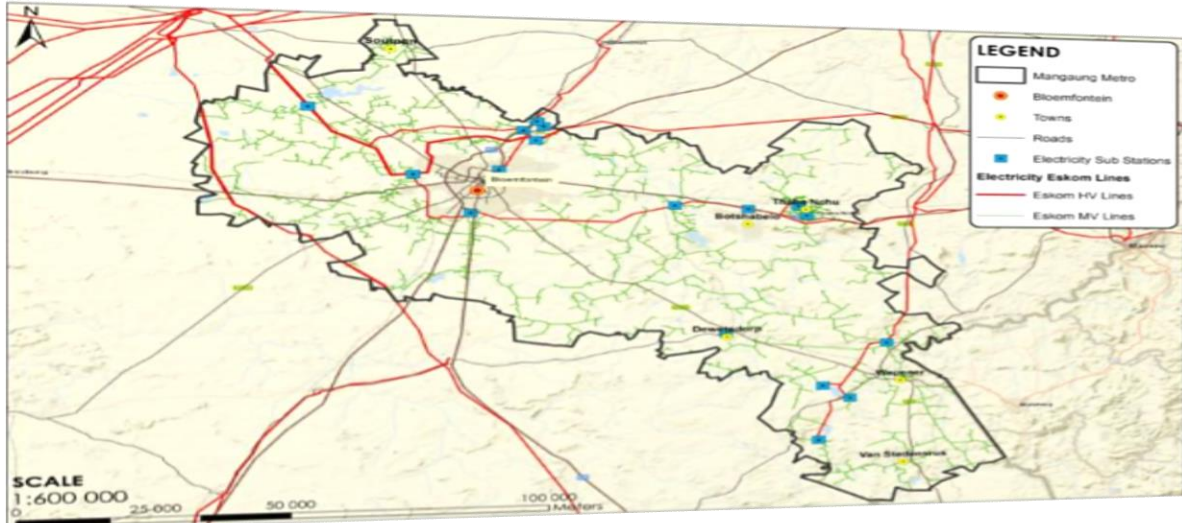 N
Soutpan
LEGEND
Mangaung Metro
Bloemfontein
Towns
Roads
Electricity Sub Stations
Electricity Eskom Lines
Eskom HV Lines
Eskom MV Lines
Bloemfontein
Thaba Nchu
Botshabelo
Dewetsdorp
Wepener
Van Stadensrus
SCALE
1:600 000
0 25 000 50 000 100 000
Meters